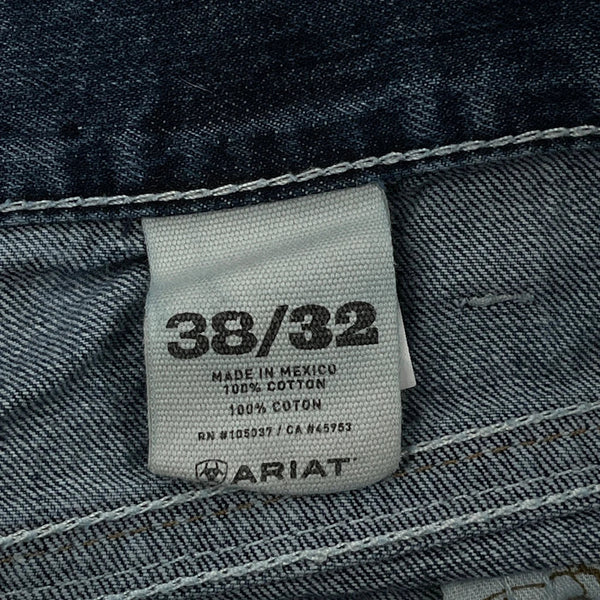 38/32
MADE IN MEXICO
100% COTTON
100% COTON
RN #105037 / CA #45953
ARIAT